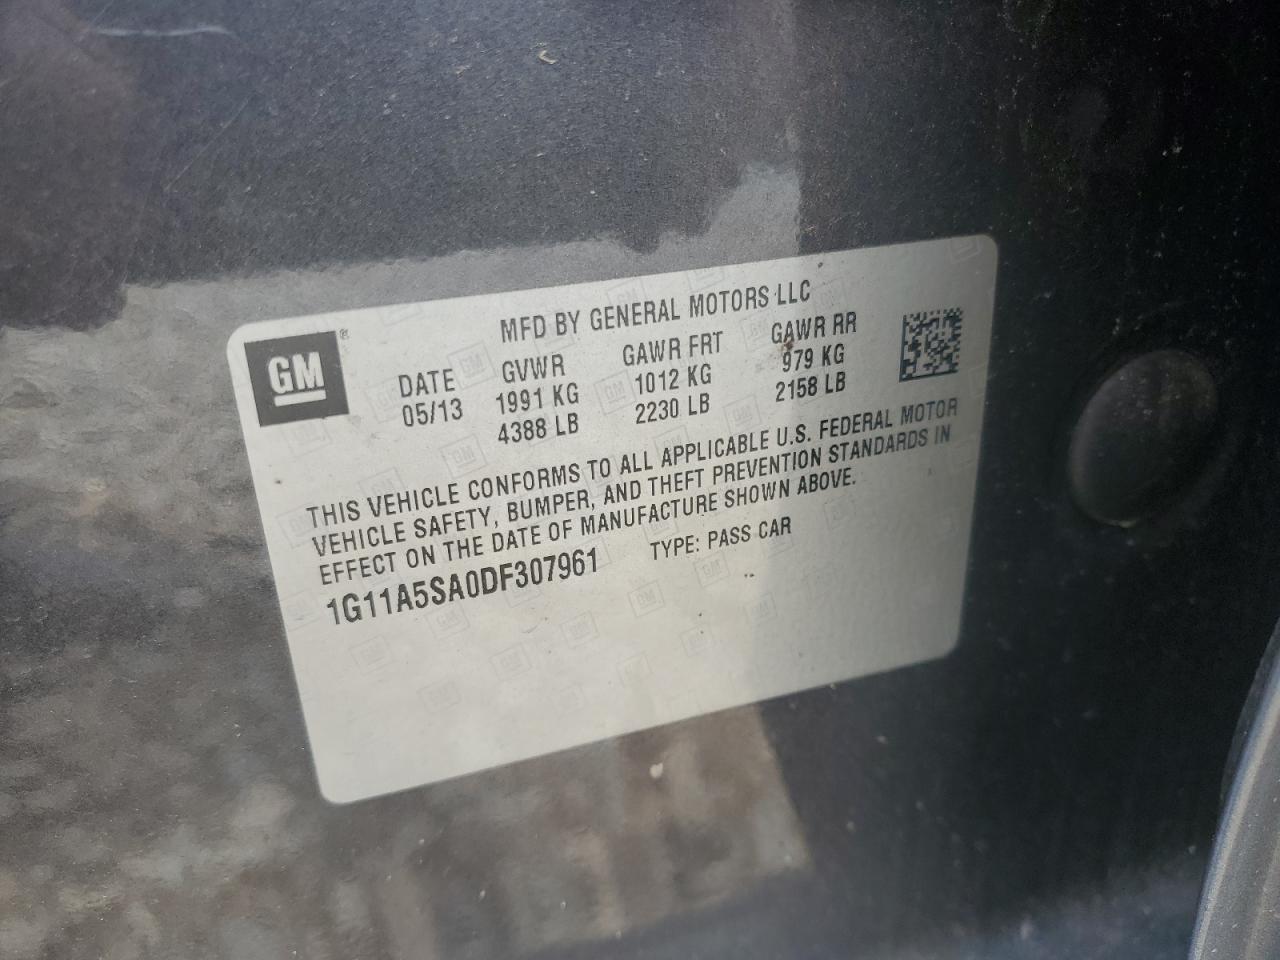 MFD BY GENERAL MOTORS LLC
GM®
DATE
05/13
GVWR
1991 KG
4388 LB
GAWR FRT
1012 KG
2230 LB
GAWR RR
979 KG
2158 LB
THIS VEHICLE CONFORMS TO ALL APPLICABLE U.S. FEDERAL MOTOR
VEHICLE SAFETY, BUMPER, AND THEFT PREVENTION STANDARDS IN
EFFECT ON THE DATE OF MANUFACTURE SHOWN ABOVE.
1G11A5SA0DF307961 TYPE: PASS CAR